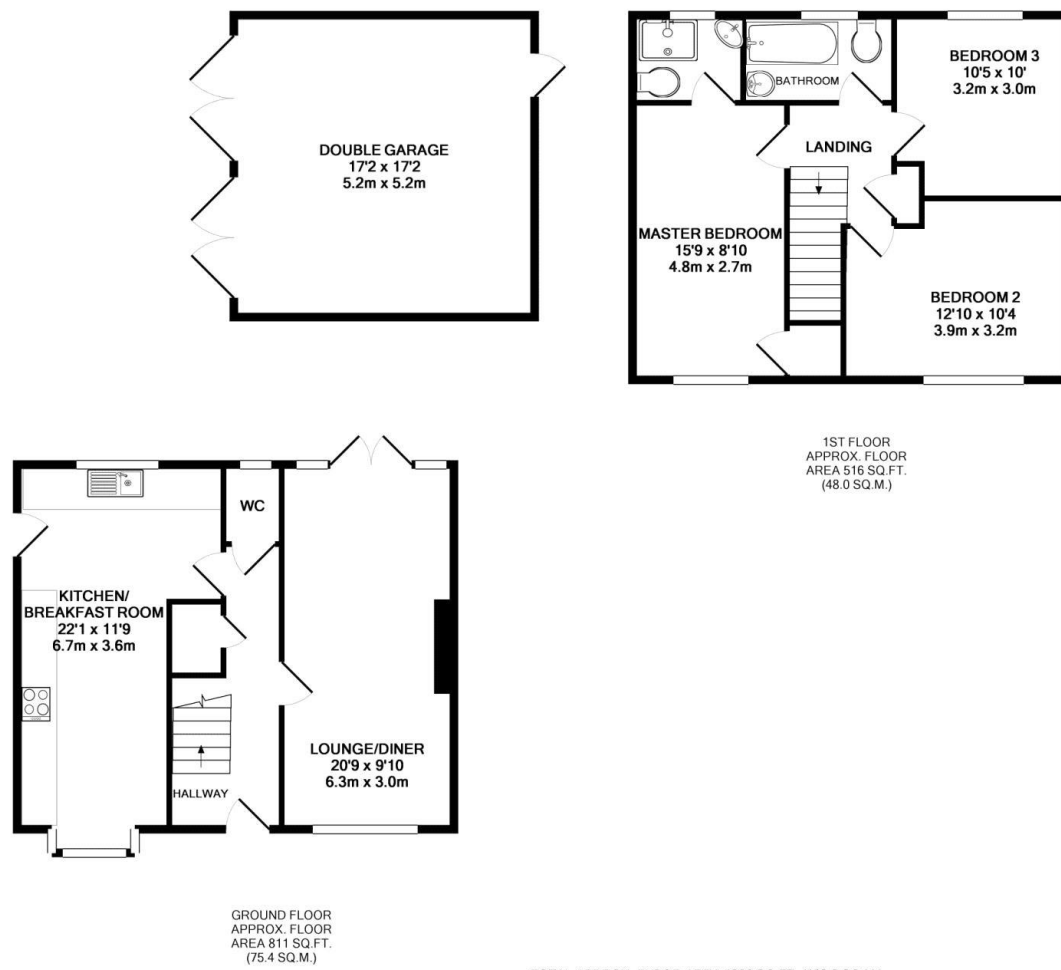 DOUBLE GARAGE
17'2 x 17'2
5.2m x 5.2m
BATHROOM
BEDROOM 3
10'5 x 10'
3.2m x 3.0m
LANDING
MASTER BEDROOM
15'9 x 8'10
4.8m x 2.7m
BEDROOM 2
12'10 x 10'4
3.9m x 3.2m
1ST FLOOR
APPROX. FLOOR
AREA 516 SQ.FT.
(48.0 SQ.M.)
WC
KITCHEN/
BREAKFAST ROOM
22'1 x 11'9
6.7m x 3.6m
LOUNGE/DINER
20'9 x 9'10
6.3m x 3.0m
HALLWAY
GROUND FLOOR
APPROX. FLOOR
AREA 811 SQ.FT.
(75.4 SQ.M.)